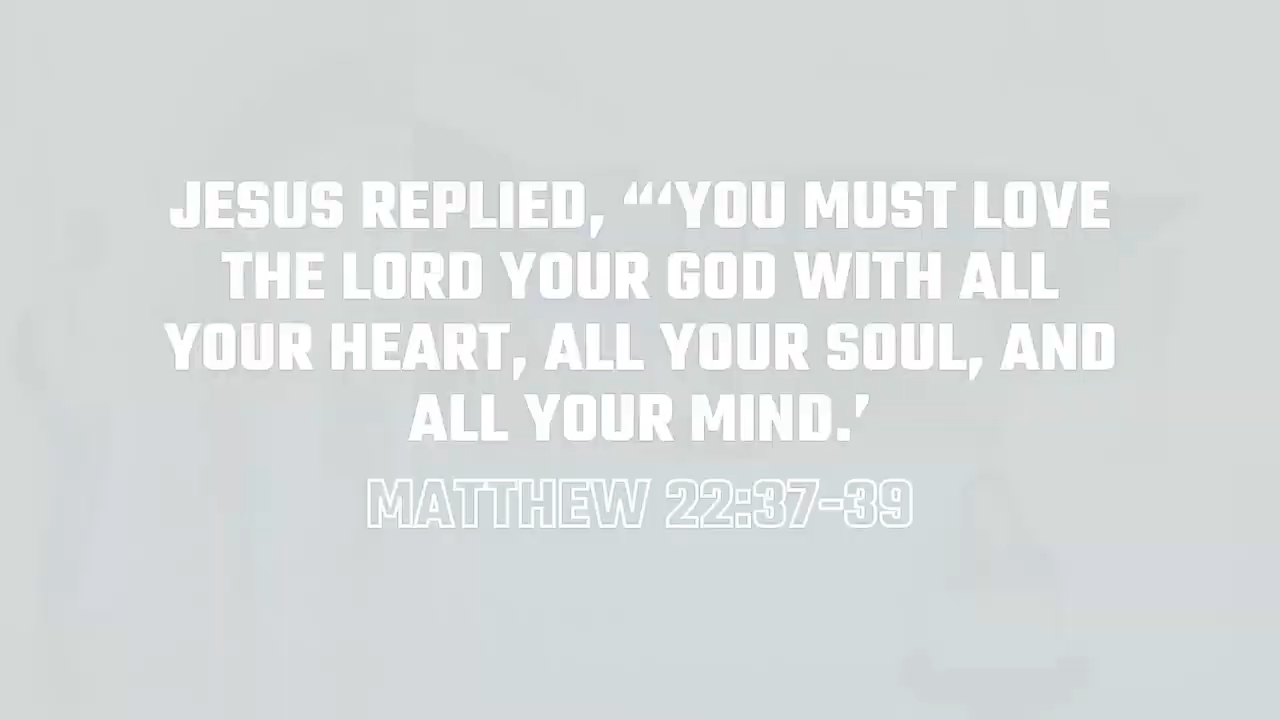 JESUS REPLIED, “‘YOU MUST LOVE
THE LORD YOUR GOD WITH ALL
YOUR HEART, ALL YOUR SOUL, AND
ALL YOUR MIND.’
MATTHEW 22:37-39